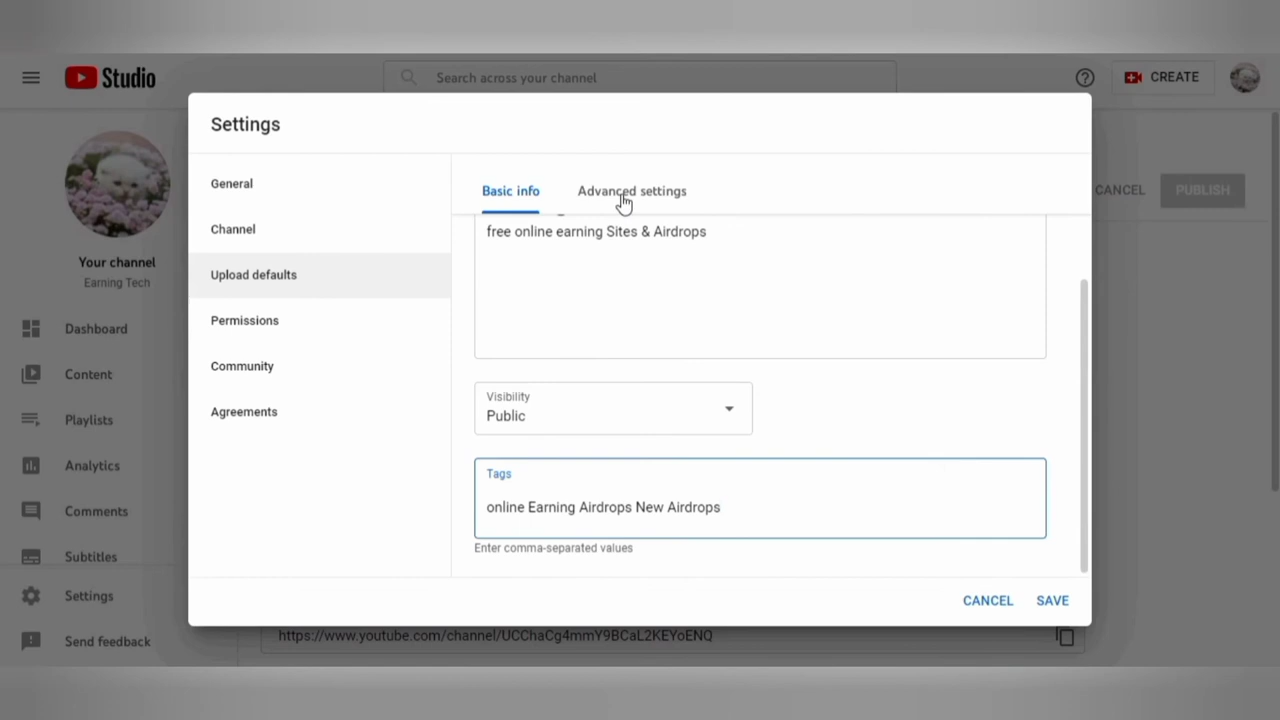 Studio
Search across your channel
CREATE
Settings
General
Channel
Upload defaults
Permissions
Community
Agreements
Basic info
Advanced settings
free online earning Sites & Airdrops
Visibility
Public
Tags
online Earning Airdrops New Airdrops
Enter comma-separated values
CANCEL
SAVE
Your channel
Earning Tech
Dashboard
Content
Playlists
Analytics
Comments
Subtitles
Settings
Send feedback
CANCEL
PUBLISH
https://www.youtube.com/channel/UCChaCg4mmY9BCaL2KEYoENQ